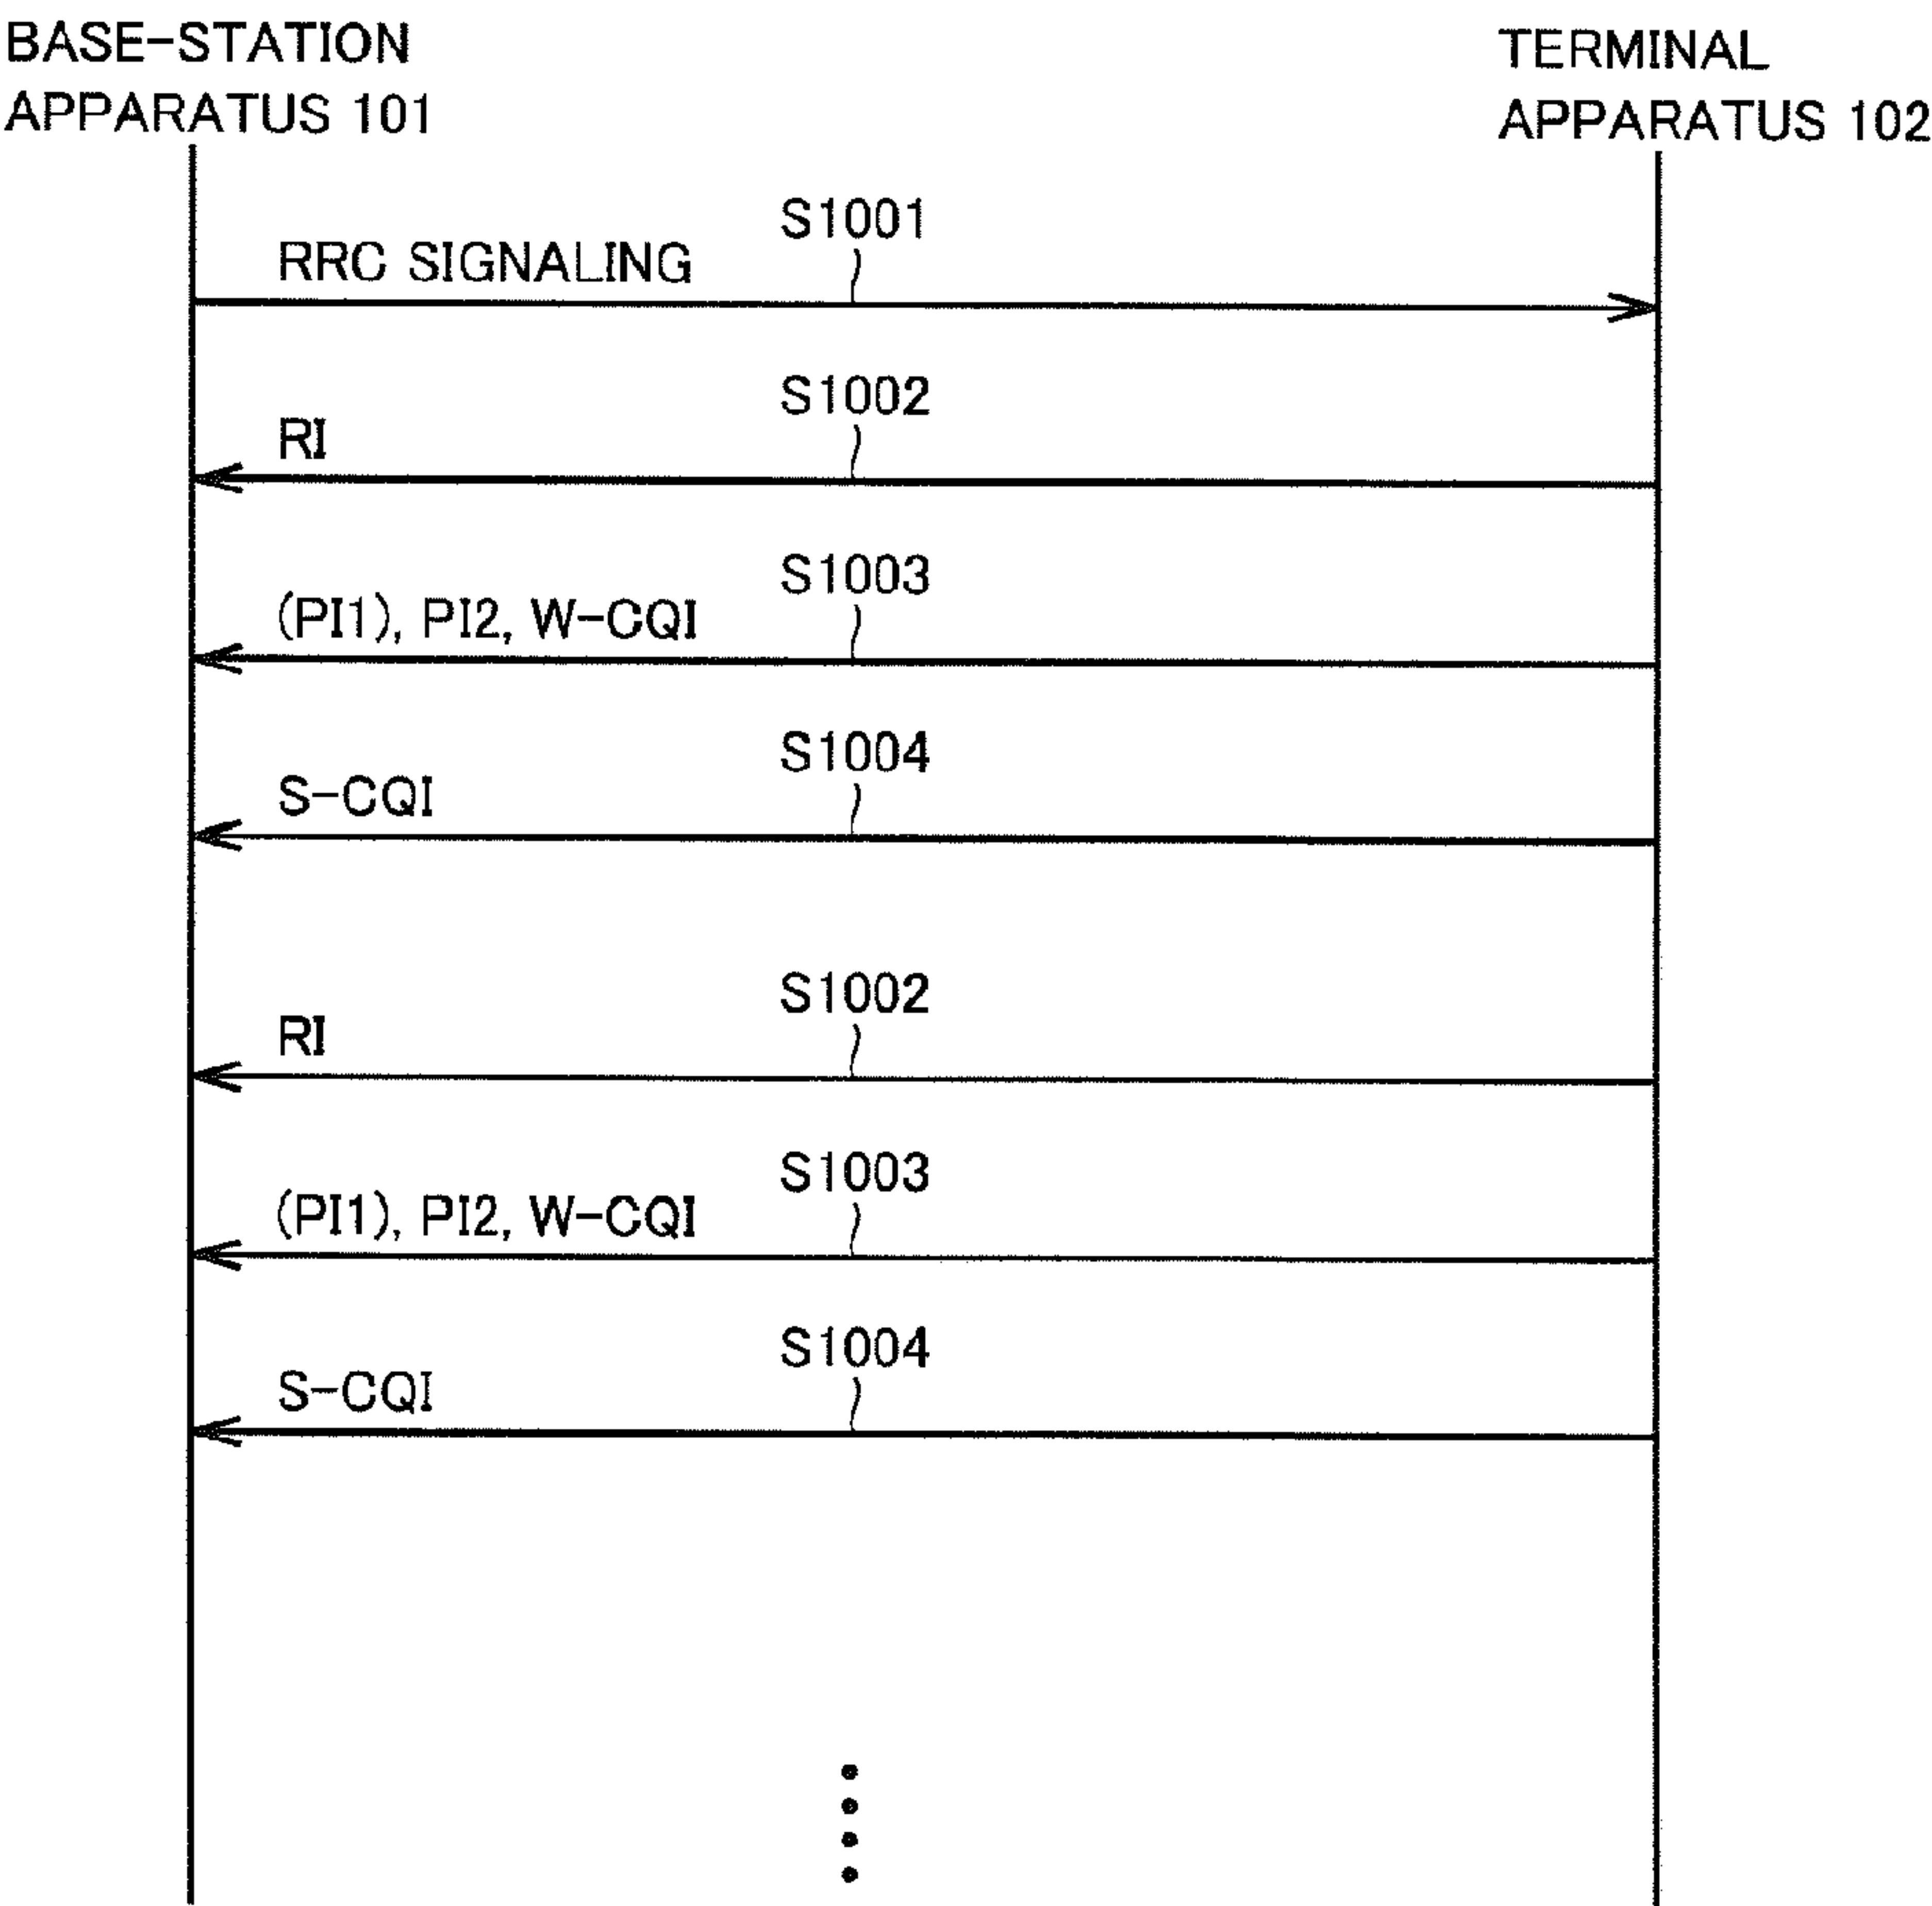 BASE-STATION
APPARATUS 101
TERMINAL
APPARATUS 102
S1001
RRC SIGNALING
S1002
RI
S1003
(PI1), PI2, W-CQI
S1004
S-CQI
S1002
RI
S1003
(PI1), PI2, W-CQI
S1004
S-CQI